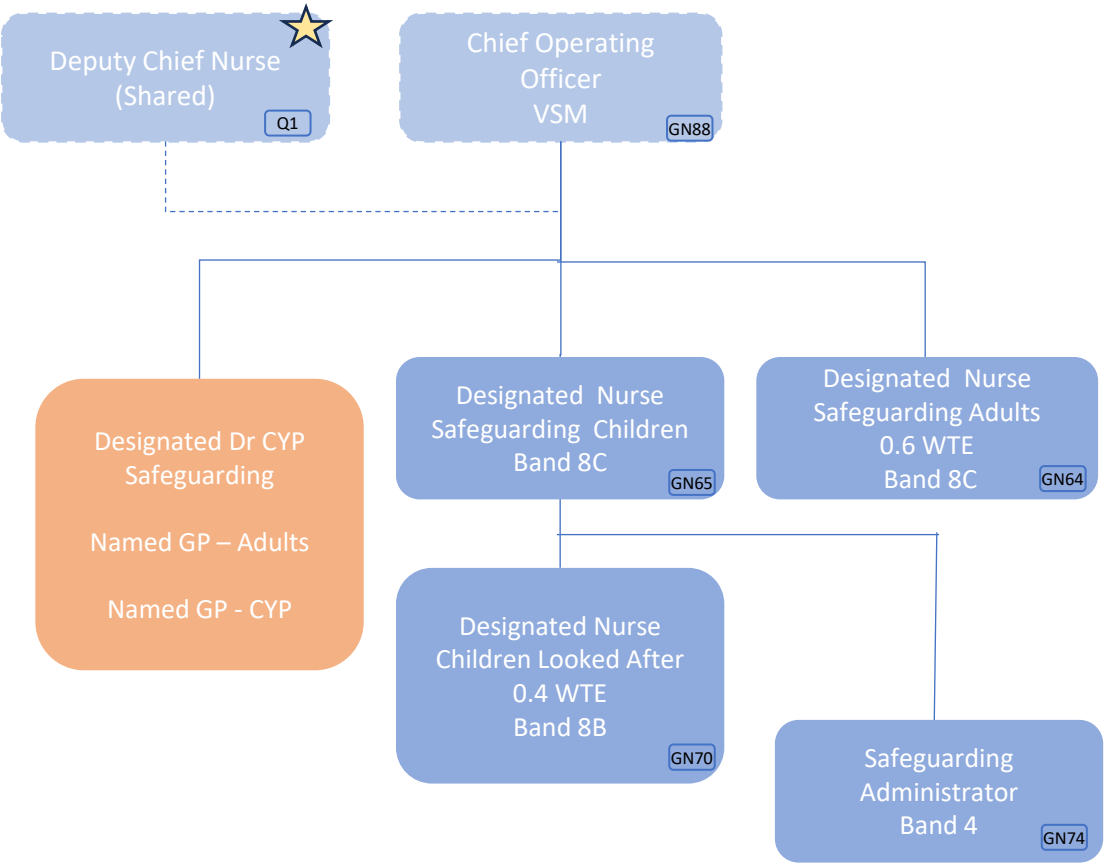 Deputy Chief Nurse
(Shared)
Q1
Chief Operating
Officer
VSM
GN88
Designated Dr CYP
Safeguarding
Named GP – Adults
Named GP - CYP
Designated  Nurse
Safeguarding  Children
Band 8C
GN65
Designated  Nurse
Safeguarding Adults
0.6 WTE
Band 8C
GN64
Designated Nurse
Children Looked After
0.4 WTE
Band 8B
GN70
Safeguarding
Administrator
Band 4
GN74